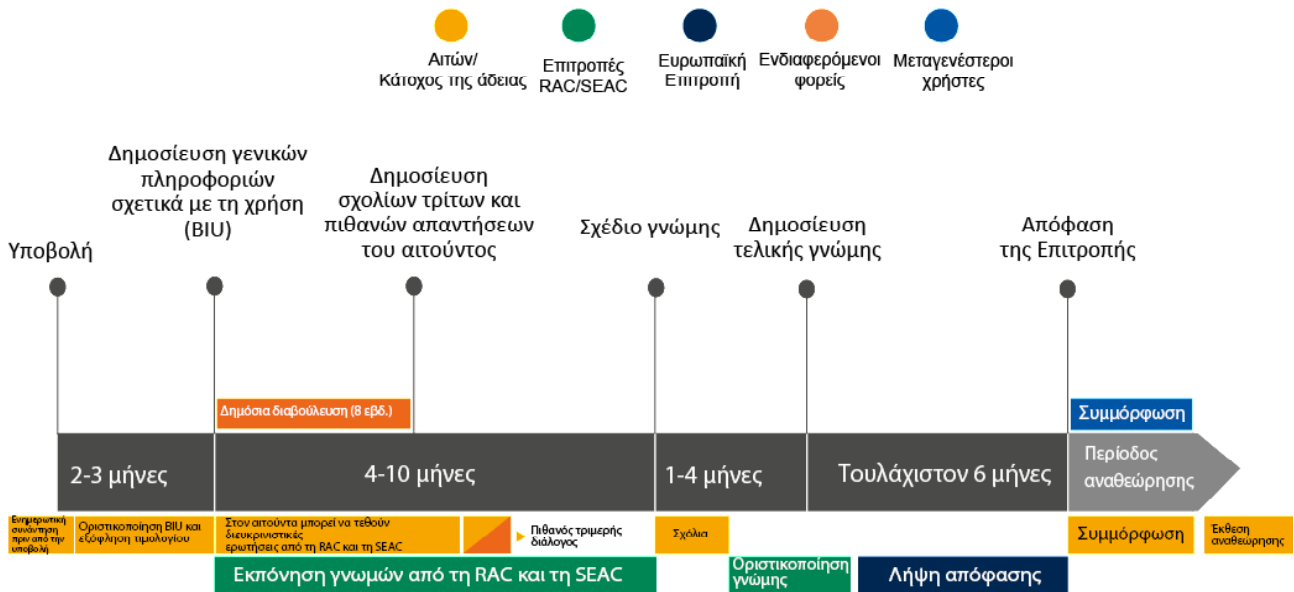 Αιτών/
Κάτοχος της άδειας
Επιτροπές
RAC/SEAC
Ευρωπαϊκή
Επιτροπή
Ενδιαφερόμενοι
φορείς
Μεταγενέστεροι
χρήστες
Υποβολή
Δημοσίευση γενικών
πληροφοριών
σχετικά με τη χρήση
(BIU)
Δημοσίευση
σχολίων τρίτων και
πιθανών απαντήσεων
του αιτούντος
Σχέδιο γνώμης
Δημοσίευση
τελικής γνώμης
Απόφαση
της Επιτροπής
Δημόσια διαβούλευση (8 εβδ.)
Συμμόρφωση
2-3 μήνες
4-10 μήνες
1-4 μήνες
Τουλάχιστον 6 μήνες
Περίοδος
αναθεώρησης
Ενημερωτική
συνάντηση
πριν από την
υποβολή
Οριστικοποίηση BIU και
εξόφληση τιμολογίου
Στον αιτούντα μπορεί να τεθούν
διευκρινιστικές
ερωτήσεις από τη RAC και τη SEAC
Πιθανός τριμερής
διάλογος
Σχόλια
Συμμόρφωση
Έκθεση
αναθεώρησης
Εκπόνηση γνωμών από τη RAC και τη SEAC
Οριστικοποίηση
γνώμης
Λήψη απόφασης